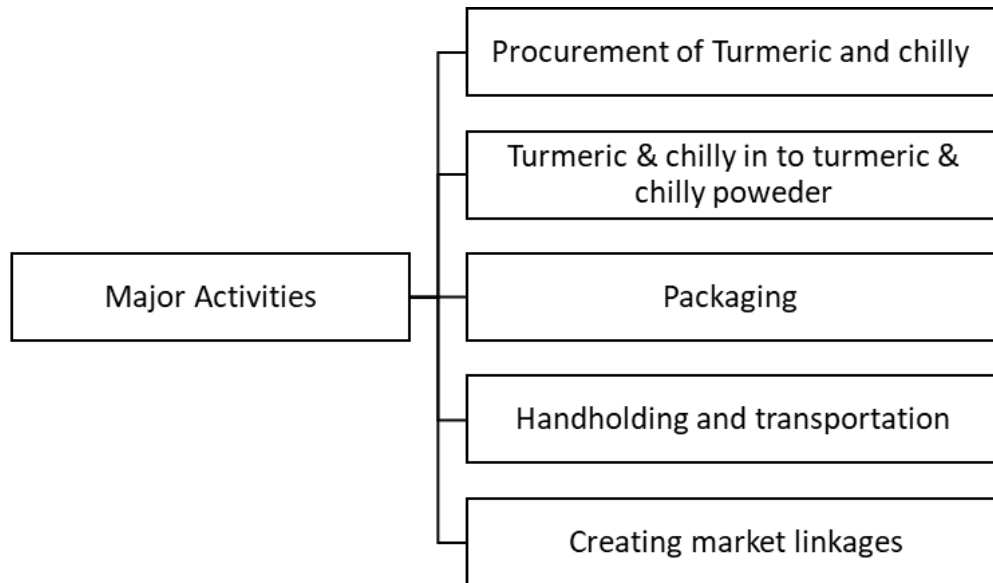 Procurement of Turmeric and chilly
Turmeric & chilly in to turmeric &
chilly poweder
Major Activities
Packaging
Handholding and transportation
Creating market linkages